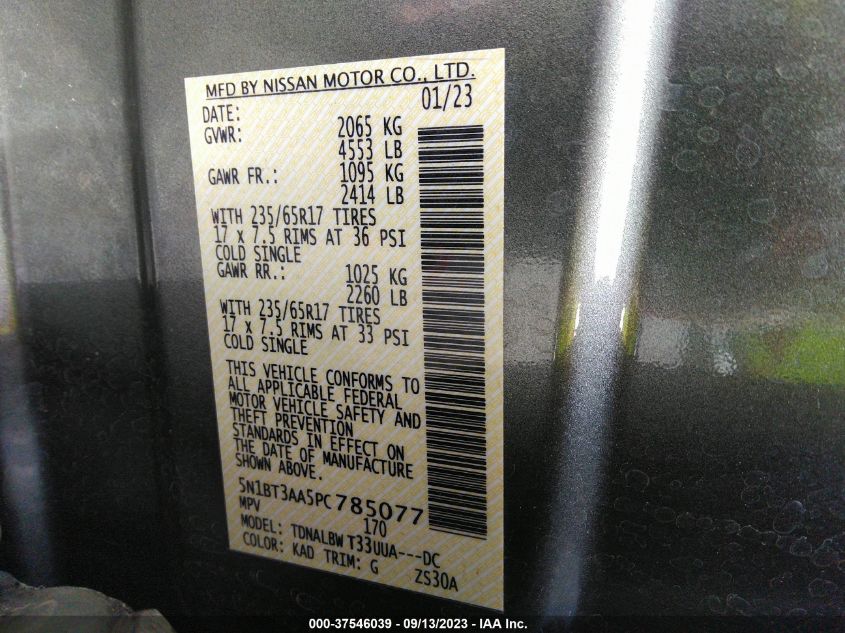 MFD BY NISSAN MOTOR CO., LTD.
DATE: 01/23
GVWR: 2065 KG
4553 LB
GAWR FR.: 1095 KG
2414 LB
WITH 235/65R17 TIRES
17 x 7.5 RIMS AT 36 PSI
COLD SINGLE
GAWR RR.: 1025 KG
2260 LB
WITH 235/65R17 TIRES
17 x 7.5 RIMS AT 33 PSI
COLD SINGLE
THIS VEHICLE CONFORMS TO
ALL APPLICABLE FEDERAL
MOTOR VEHICLE SAFETY AND
THEFT PREVENTION
STANDARDS IN EFFECT ON
THE DATE OF MANUFACTURE
SHOWN ABOVE.
5N1BT3AA5PC785077
MPV 170
MODEL: TDNALBW T33UUA---DC
COLOR: KAD TRIM: G ZS30A
000-37546039 - 09/13/2023 - IAA Inc.